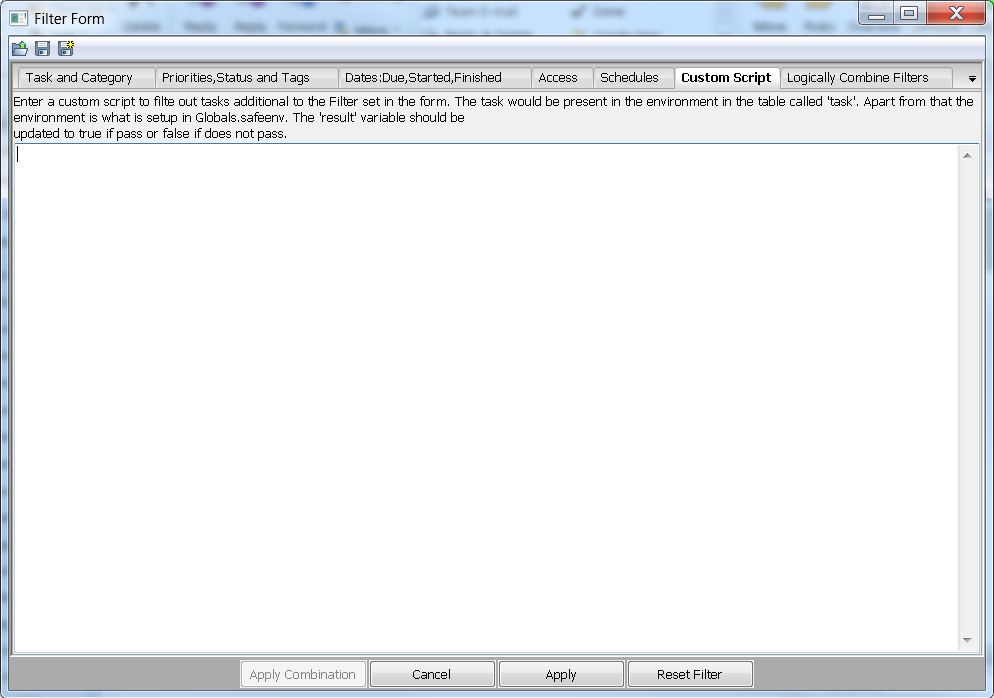 Filter Form
Task and Category
Priorities,Status and Tags
Dates:Due,Started,Finished
Access
Schedules
Custom Script
Logically Combine Filters
Enter a custom script to filte out tasks additional to the Filter set in the form. The task would be present in the environment in the table called 'task'. Apart from that the
environment is what is setup in Globals.safeenv. The 'result' variable should be
updated to true if pass or false if does not pass.
Apply Combination
Cancel
Apply
Reset Filter